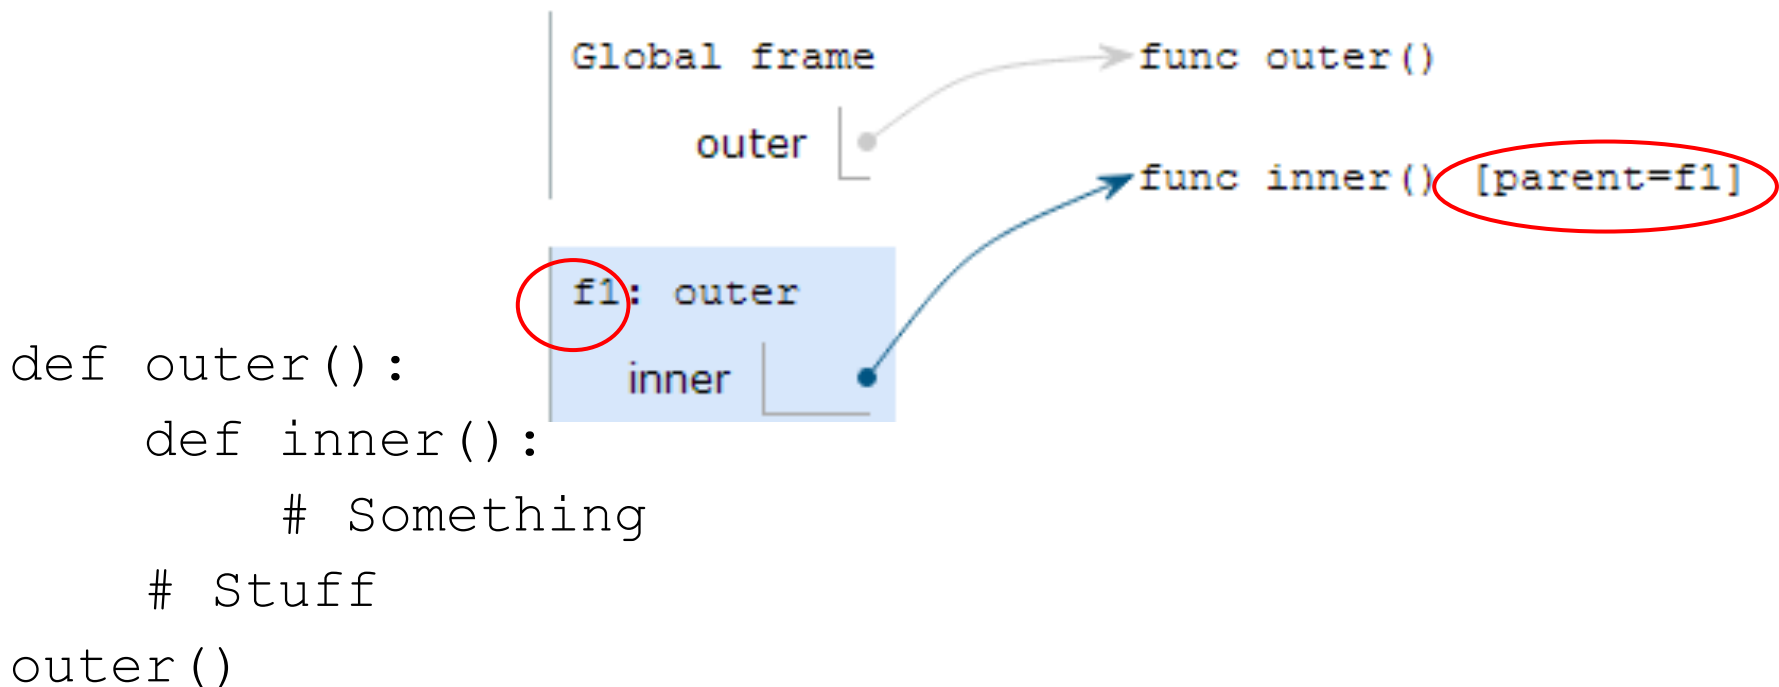 Global frame
outer
func outer()
func inner() [parent=f1]
f1: outer
inner
def outer():
    def inner():
        # Something
    # Stuff
outer()